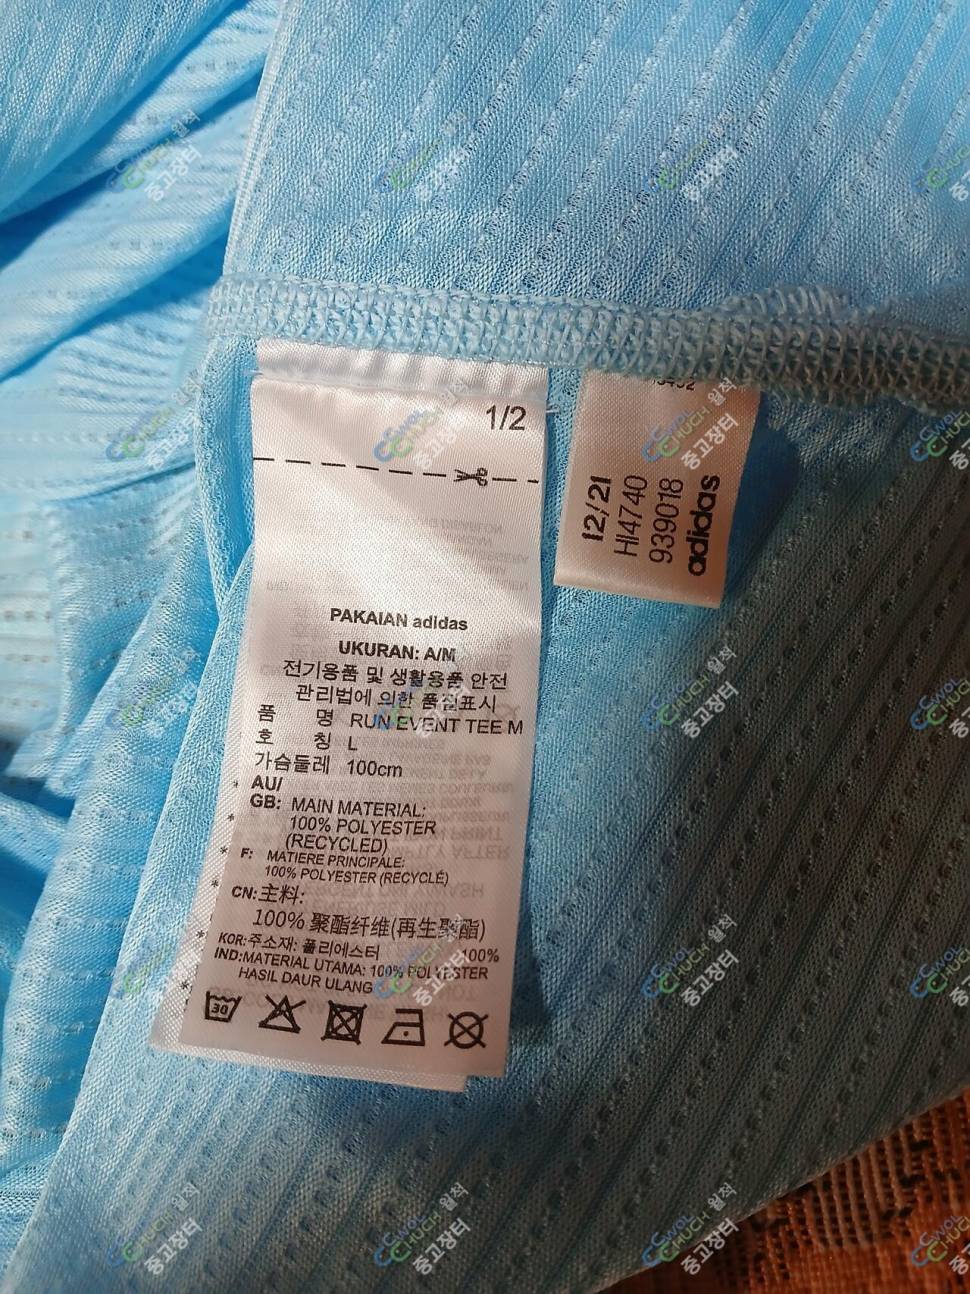 1/2
PAKAIAN adidas
UKURAN: A/M
전기용품 및 생활용품 안전
관리법에 의한 품질표시
품 명 RUN EVENT TEE M
호 칭 L
가슴둘레 100cm
AU/
GB: MAIN MATERIAL:
100% POLYESTER
(RECYCLED)
F: MATIERE PRINCIPALE:
100% POLYESTER (RECYCLÉ)
CN:主料:
100% 聚酯纤维(再生聚酯)
KOR:주소재: 폴리에스터 100%
IND:MATERIAL UTAMA: 100% POLYESTER
HASIL DAUR ULANG
30
12/21
HI4740
939018
adidas
CWOL
CHUCH 월척
중고장터